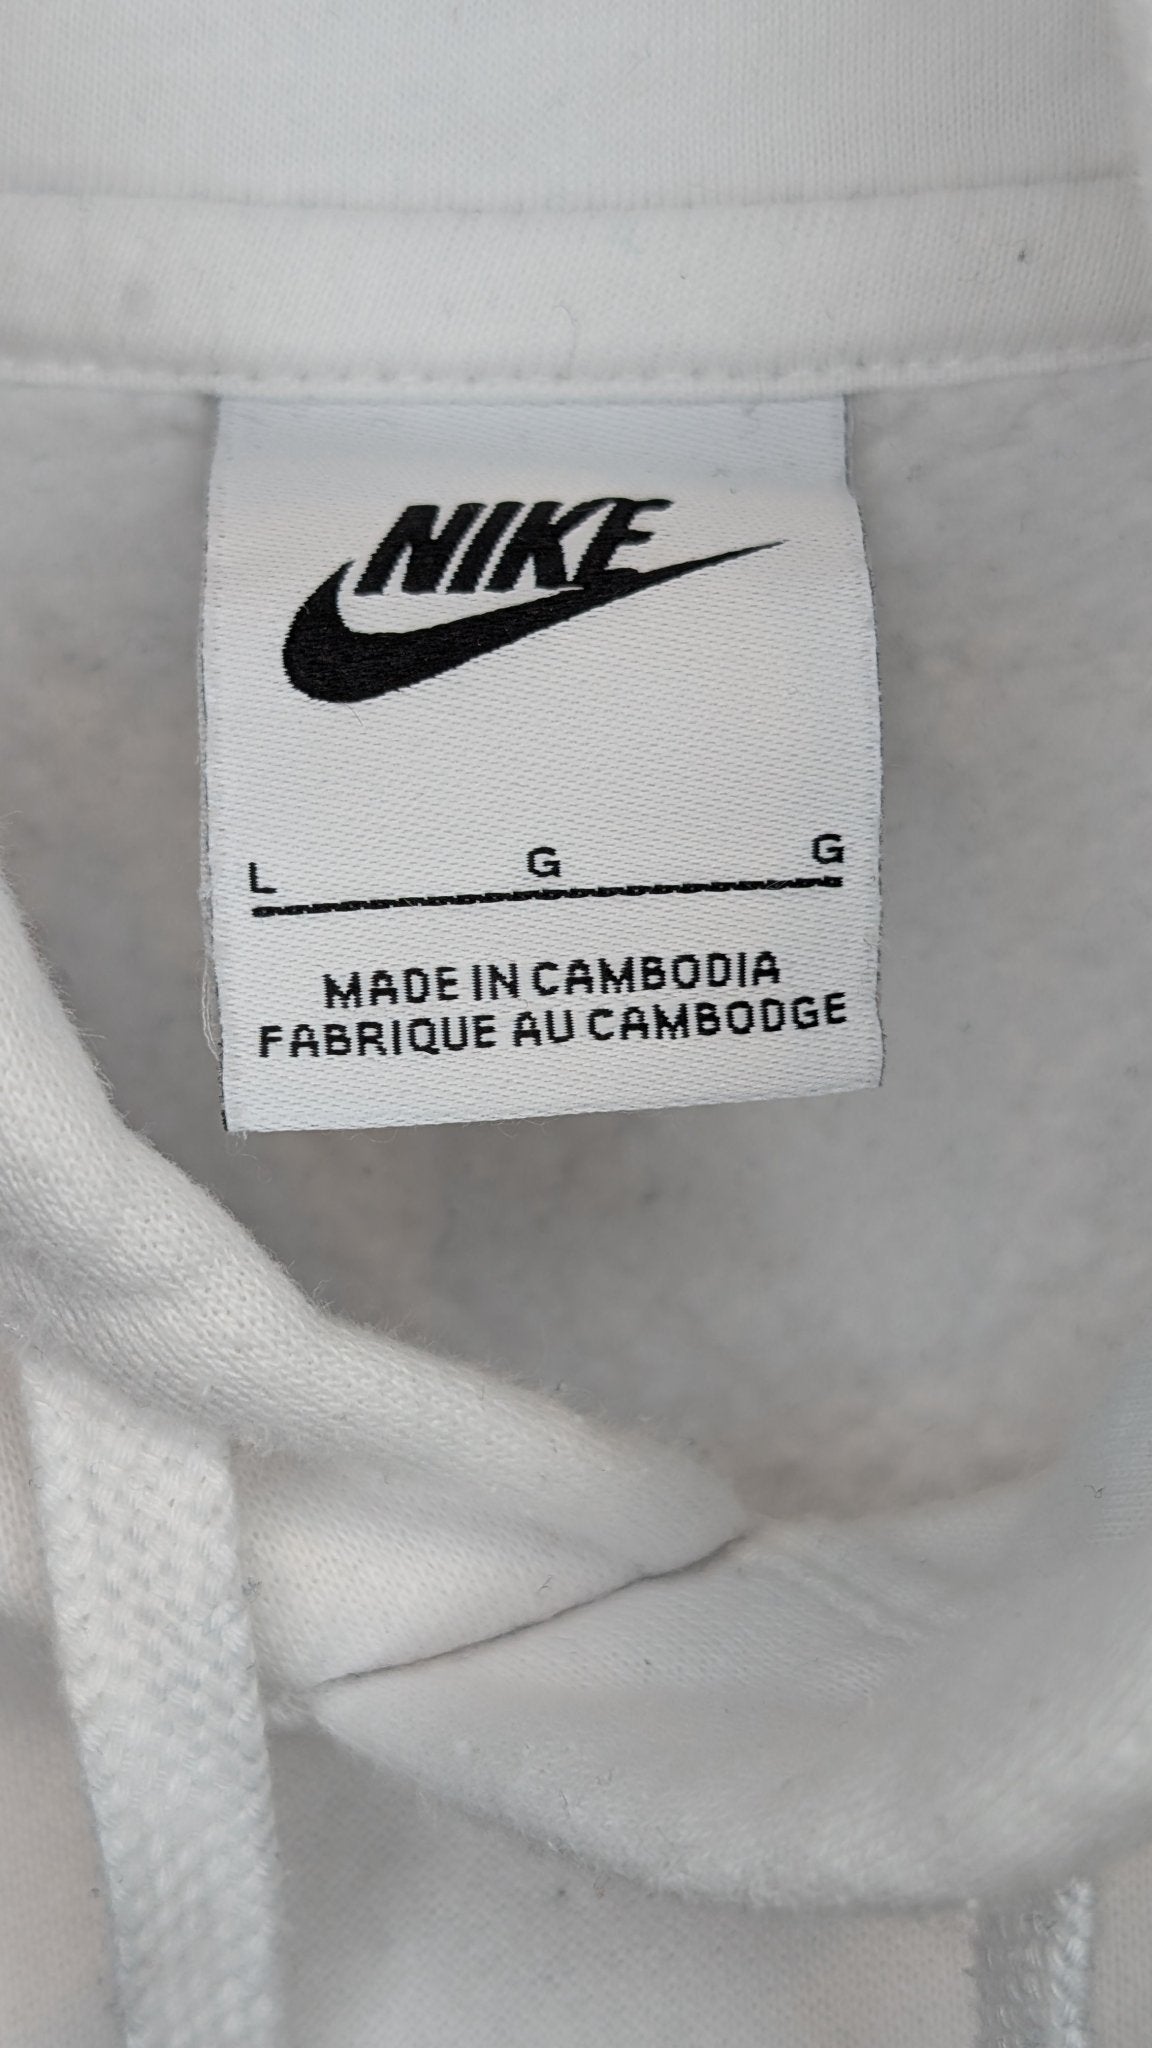 NIKE
L G G
MADE IN CAMBODIA
FABRIQUE AU CAMBODGE